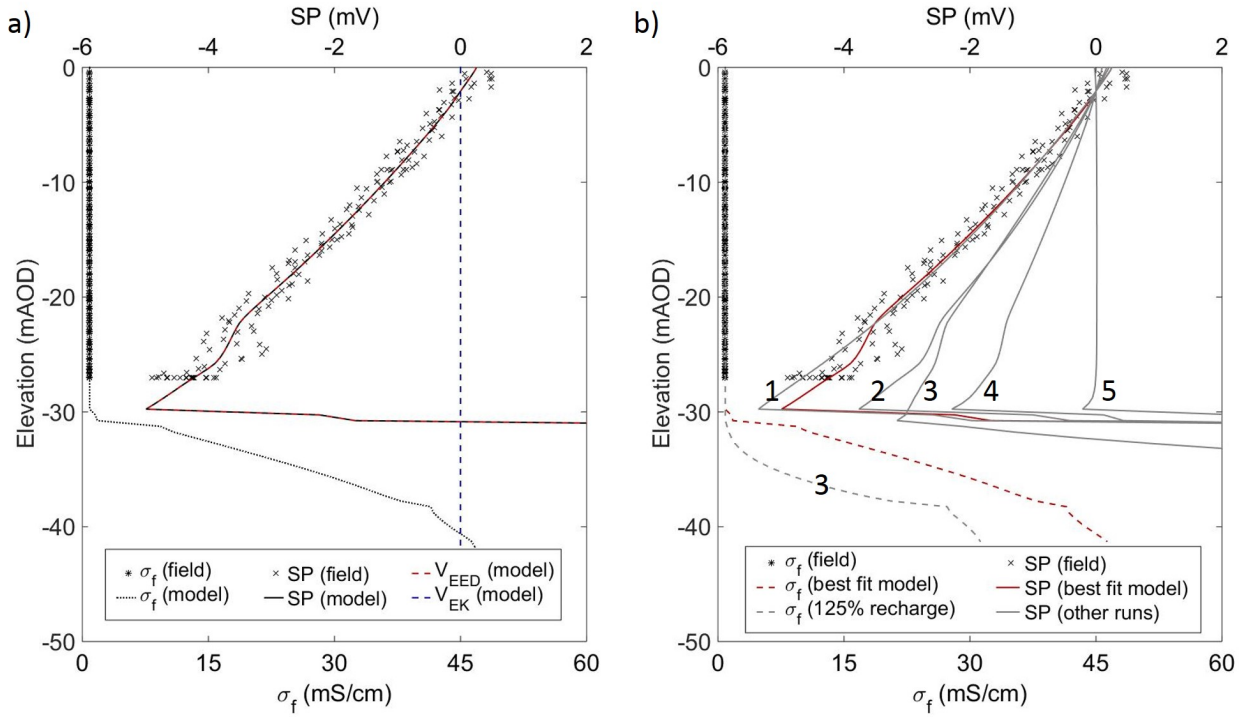 a)
SP (mV)
-6 -4 -2 0 2
0
-10
-20
-30
-40
-50
Elevation (mAOD)
σf (field) SP (field) VEED (model)
σf (model) SP (model) VEK (model)
0 15 30 45 60
σf (mS/cm)
b)
SP (mV)
-6 -4 -2 0 2
0
-10
-20
-30
-40
-50
Elevation (mAOD)
1 2 3 4 5
3
σf (field) SP (field)
σf (best fit model) SP (best fit model)
σf (125% recharge) SP (other runs)
0 15 30 45 60
σf (mS/cm)